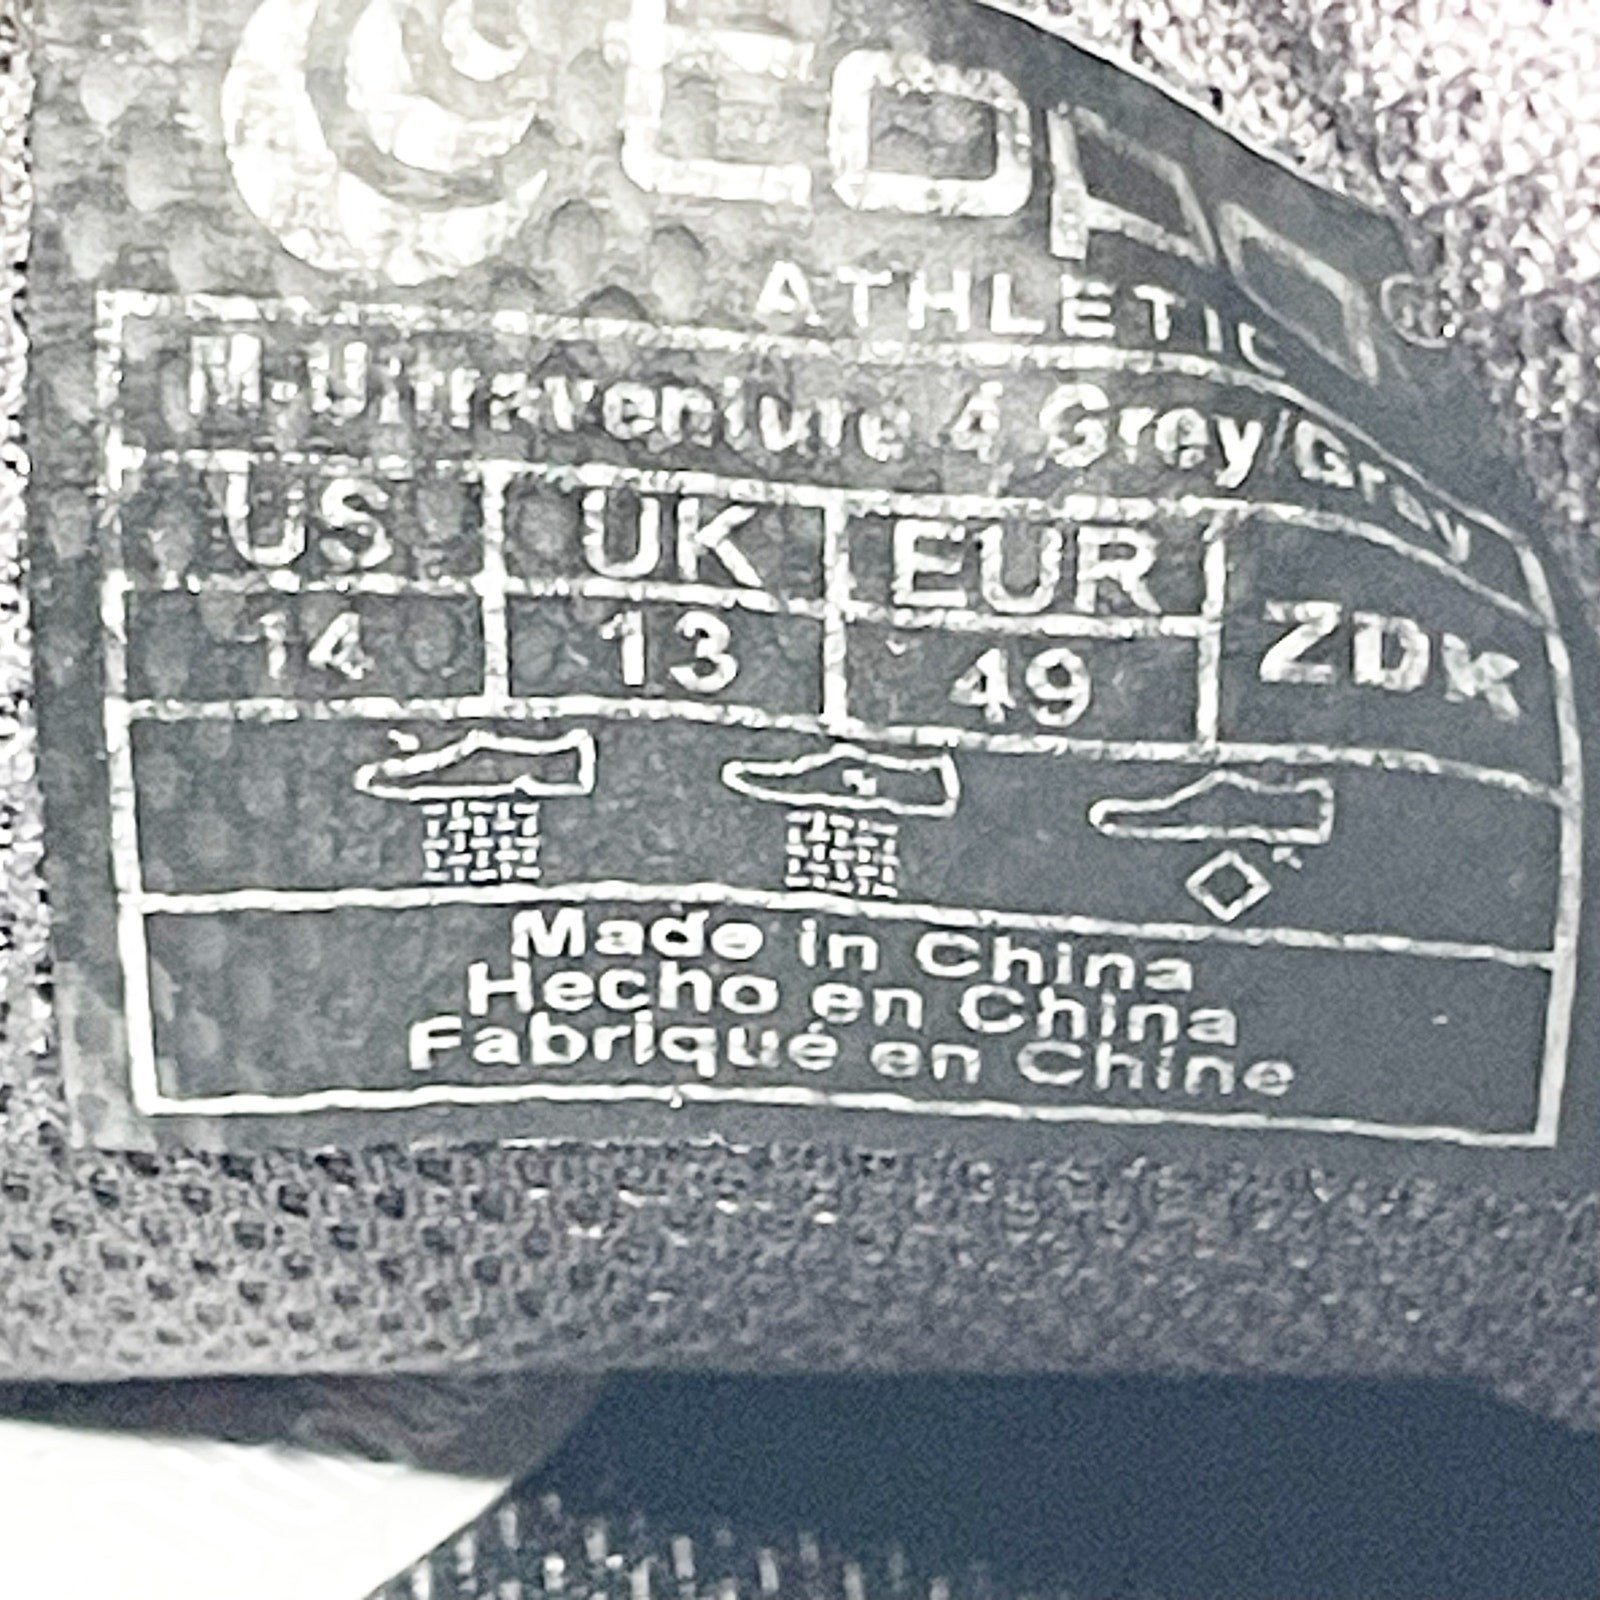 topo®
ATHLETIC
M-Ultraventure 4 Grey/Grey
US UK EUR ZDK
14 13 49
Made in China
Hecho en China
Fabriqué en Chine